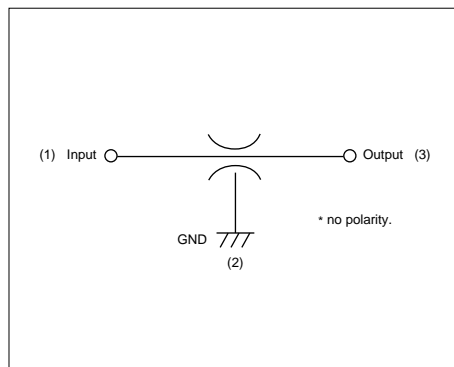 (1) Input Output (3)
* no polarity.
GND
(2)